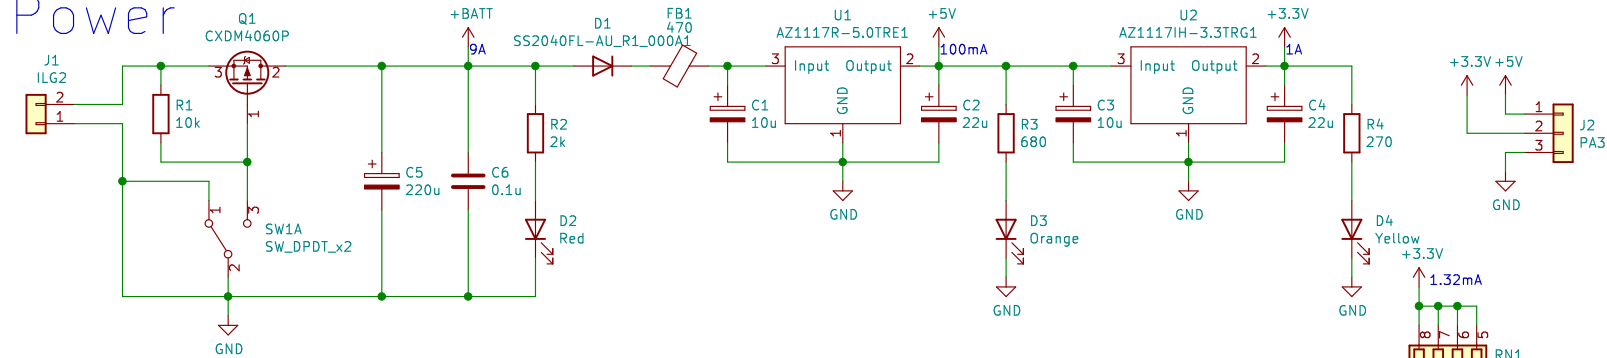 Power
J1
ILG2
2
1
R1
10k
Q1
CXDM4060P
3
2
1
1
3
2
SW1A
SW_DPDT_x2
GND
C5
220u
+BATT
9A
C6
0.1u
R2
2k
D2
Red
D1
SS2040FL-AU_R1_000A1
FB1
470
C1
10u
U1
AZ1117R-5.0TRE1
3
Input
Output
2
GND
1
GND
+5V
100mA
C2
22u
R3
680
D3
Orange
GND
C3
10u
U2
AZ1117IH-3.3TRG1
3
Input
Output
2
GND
1
GND
+3.3V
1A
C4
22u
R4
270
D4
Yellow
GND
+3.3V
+5V
1
2
3
J2
PA3
GND
+3.3V
1.32mA
8
7
6
5
RN1